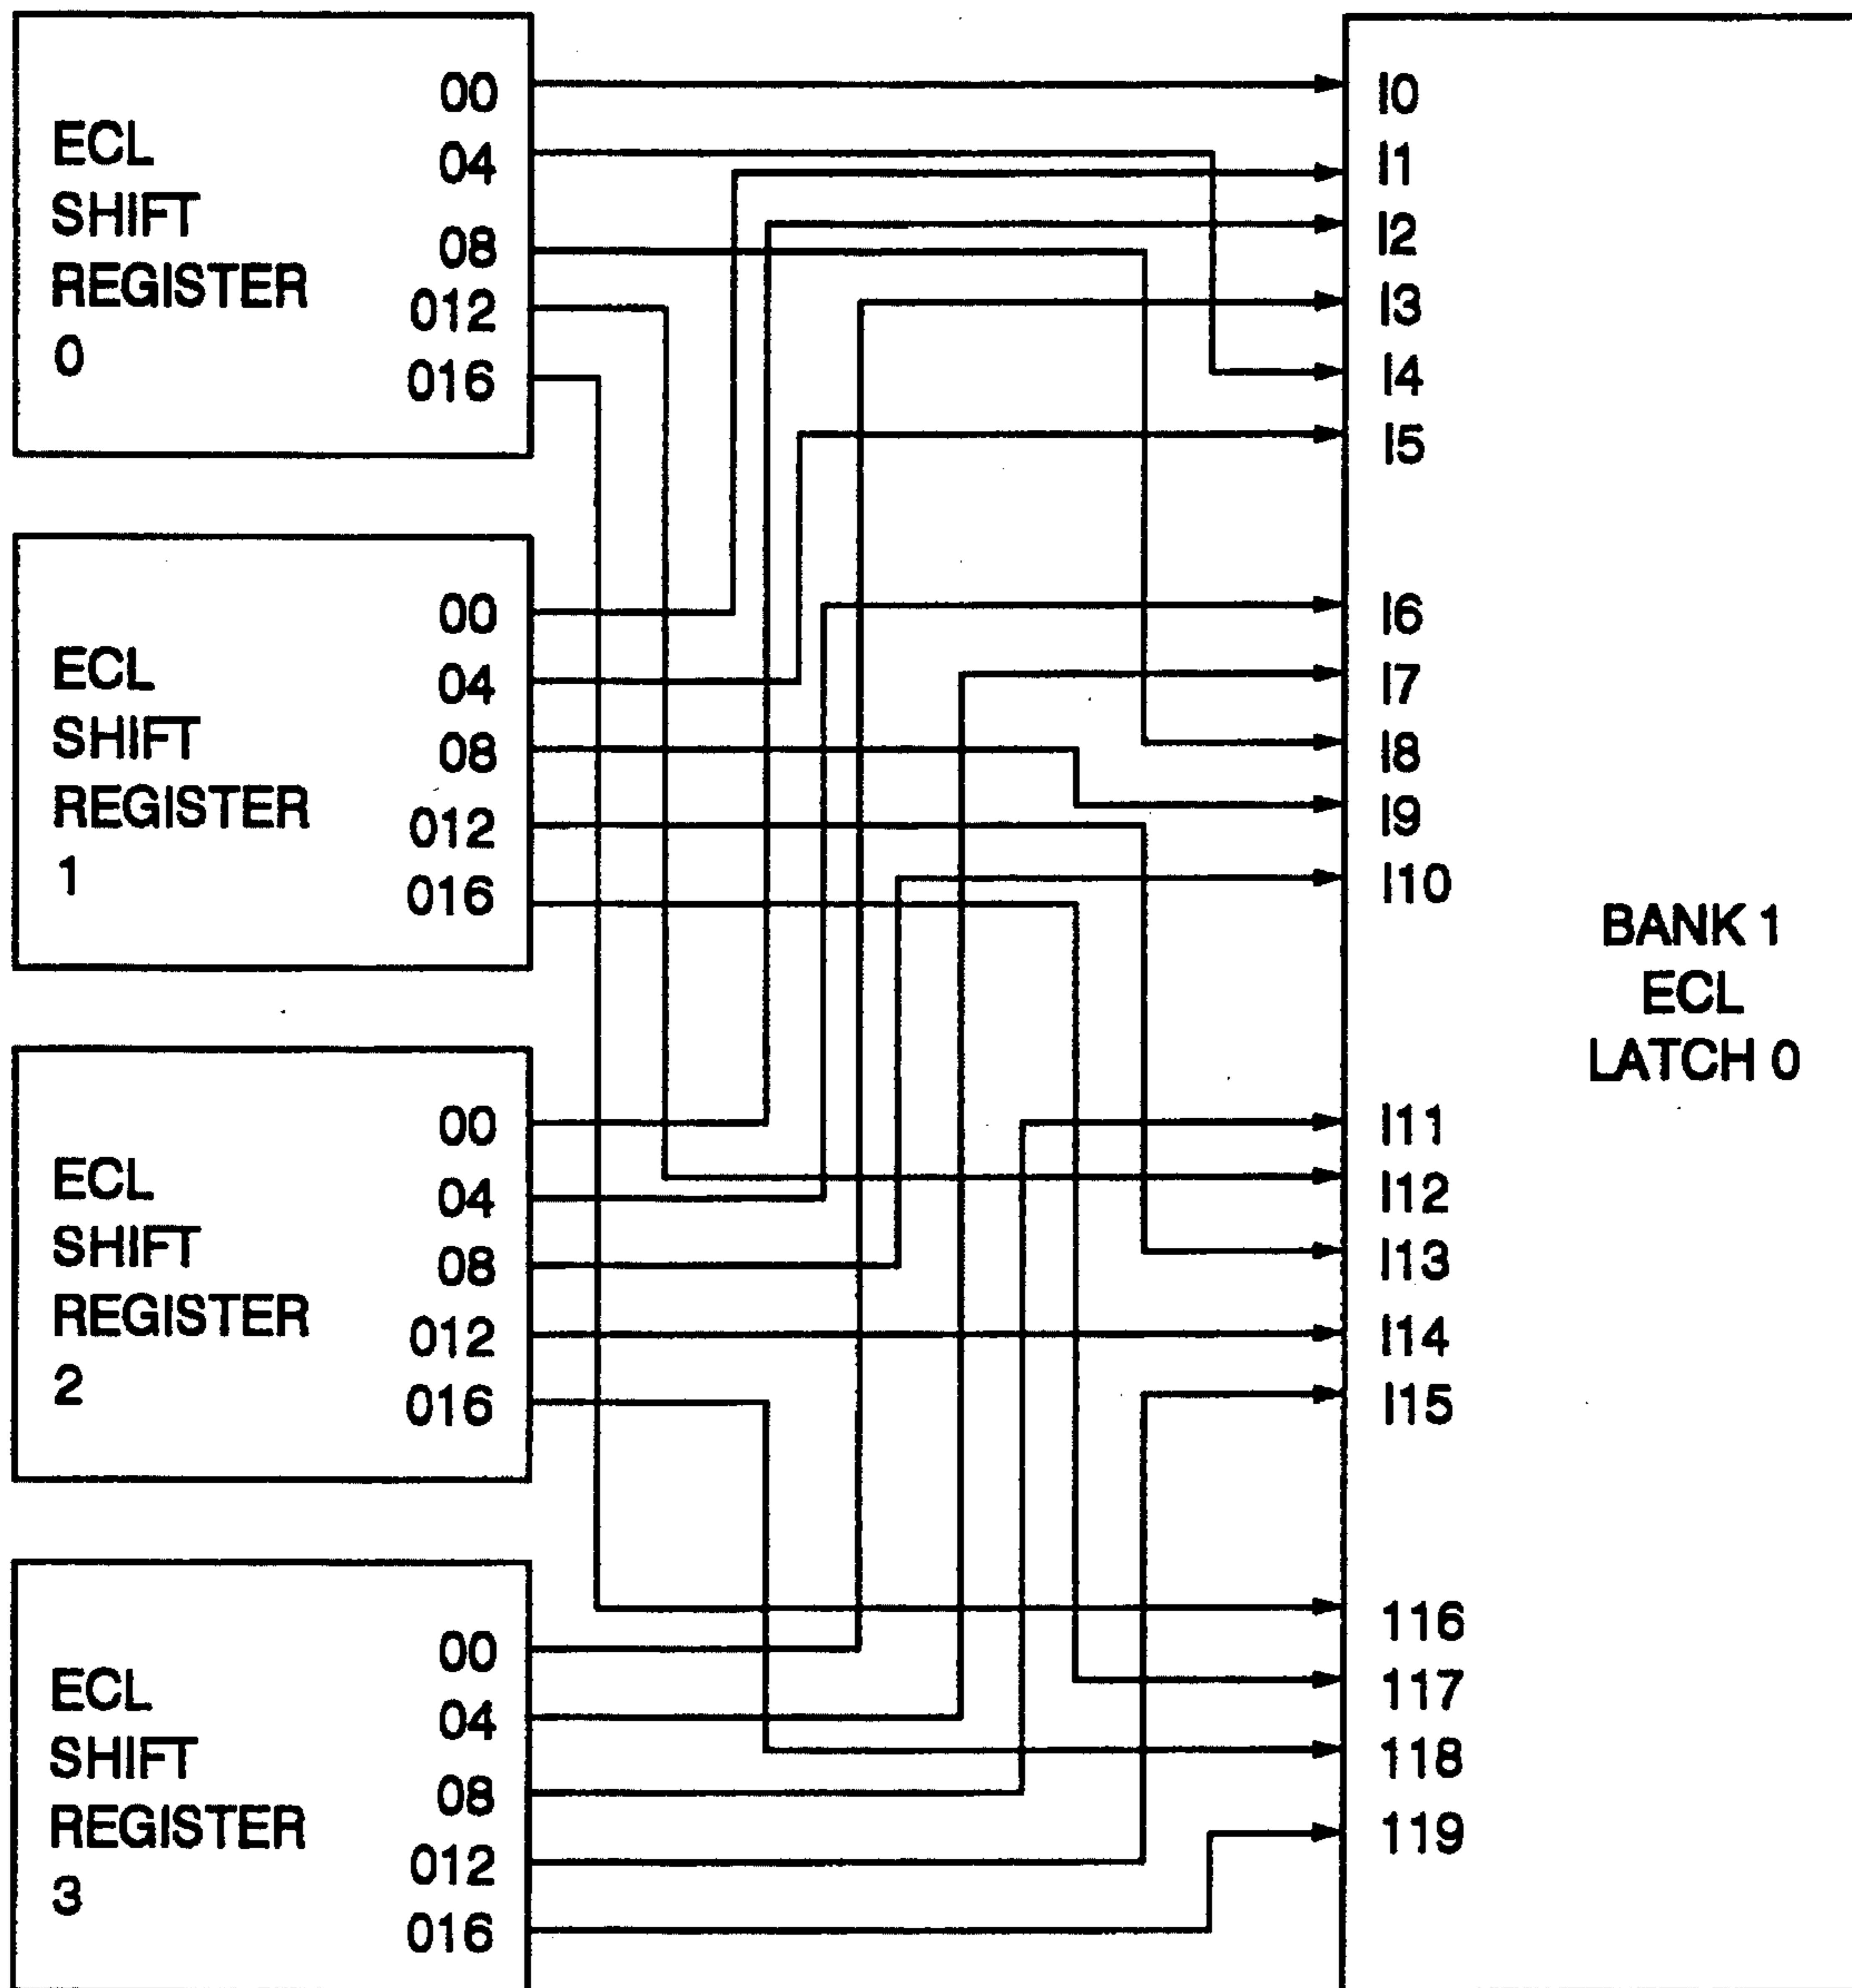 ECL
SHIFT
REGISTER
0
00
04
08
012
016
ECL
SHIFT
REGISTER
1
00
04
08
012
016
ECL
SHIFT
REGISTER
2
00
04
08
012
016
ECL
SHIFT
REGISTER
3
00
04
08
012
016
I0
I1
I2
I3
I4
I5
I6
I7
I8
I9
I10
I11
I12
I13
I14
I15
116
117
118
119
BANK 1
ECL
LATCH 0